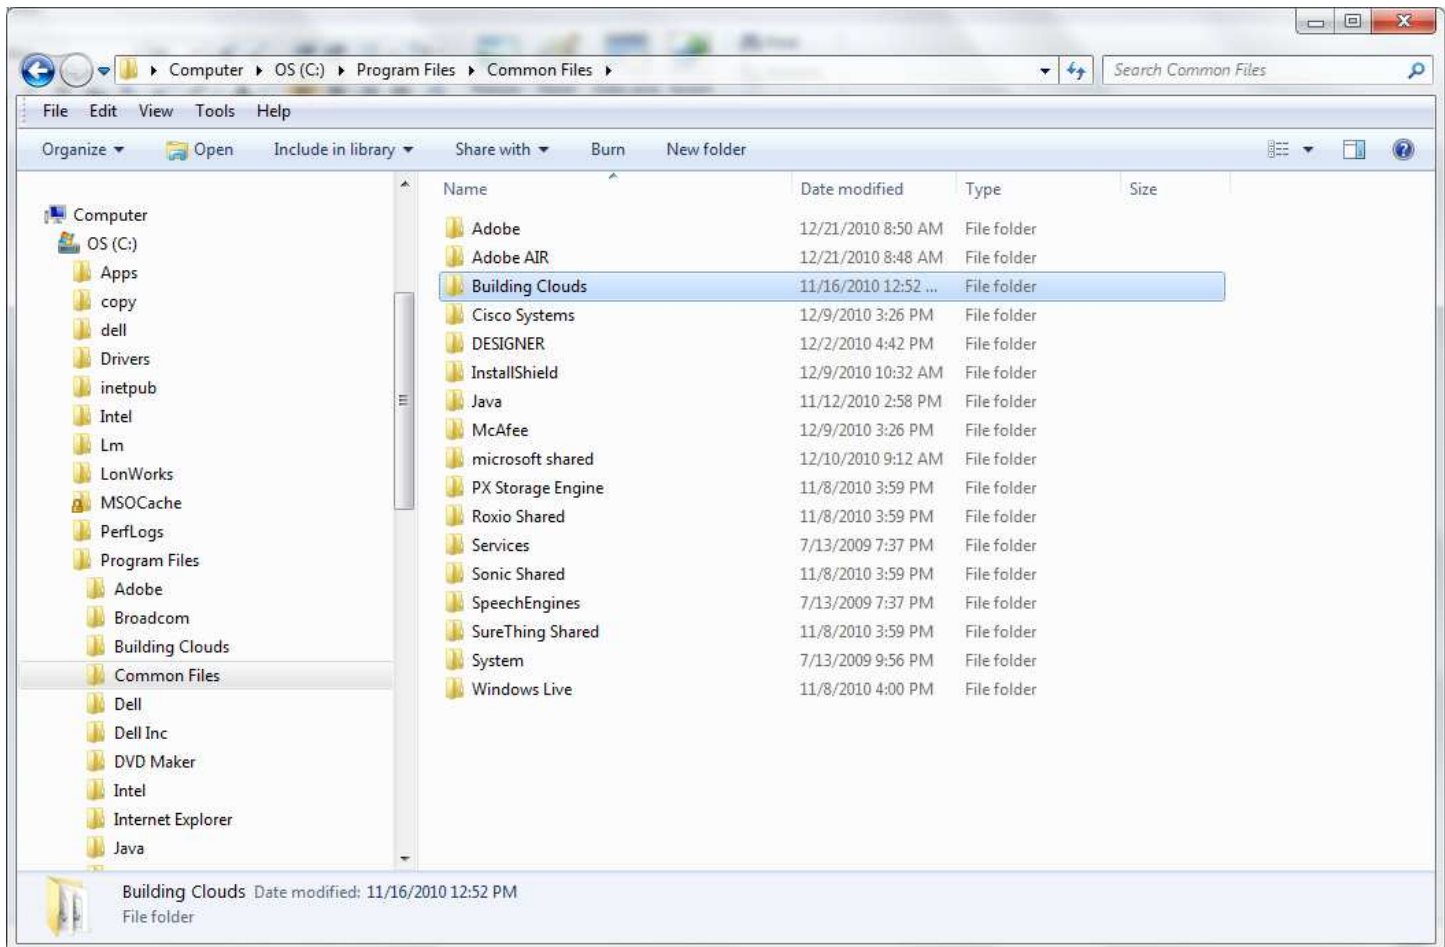 Computer ▸ OS (C:) ▸ Program Files ▸ Common Files ▸
Search Common Files
File Edit View Tools Help
Organize Open Include in library Share with Burn New folder
Computer
OS (C:)
Apps
copy
dell
Drivers
inetpub
Intel
Lm
LonWorks
MSOCache
PerfLogs
Program Files
Adobe
Broadcom
Building Clouds
Common Files
Dell
Dell Inc
DVD Maker
Intel
Internet Explorer
Java
Name Date modified Type Size
Adobe 12/21/2010 8:50 AM File folder
Adobe AIR 12/21/2010 8:48 AM File folder
Building Clouds 11/16/2010 12:52 ... File folder
Cisco Systems 12/9/2010 3:26 PM File folder
DESIGNER 12/2/2010 4:42 PM File folder
InstallShield 12/9/2010 10:32 AM File folder
Java 11/12/2010 2:58 PM File folder
McAfee 12/9/2010 3:26 PM File folder
microsoft shared 12/10/2010 9:12 AM File folder
PX Storage Engine 11/8/2010 3:59 PM File folder
Roxio Shared 11/8/2010 3:59 PM File folder
Services 7/13/2009 7:37 PM File folder
Sonic Shared 11/8/2010 3:59 PM File folder
SpeechEngines 7/13/2009 7:37 PM File folder
SureThing Shared 11/8/2010 3:59 PM File folder
System 7/13/2009 9:56 PM File folder
Windows Live 11/8/2010 4:00 PM File folder
Building Clouds Date modified: 11/16/2010 12:52 PM
File folder